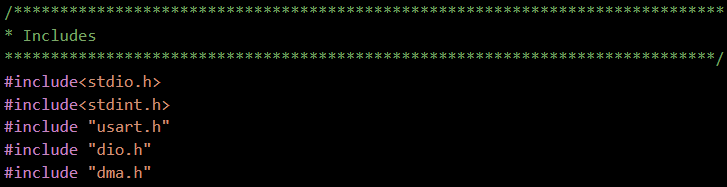 /*****************************************************************************
* Includes
*****************************************************************************/
#include<stdio.h>
#include<stdint.h>
#include "usart.h"
#include "dio.h"
#include "dma.h"